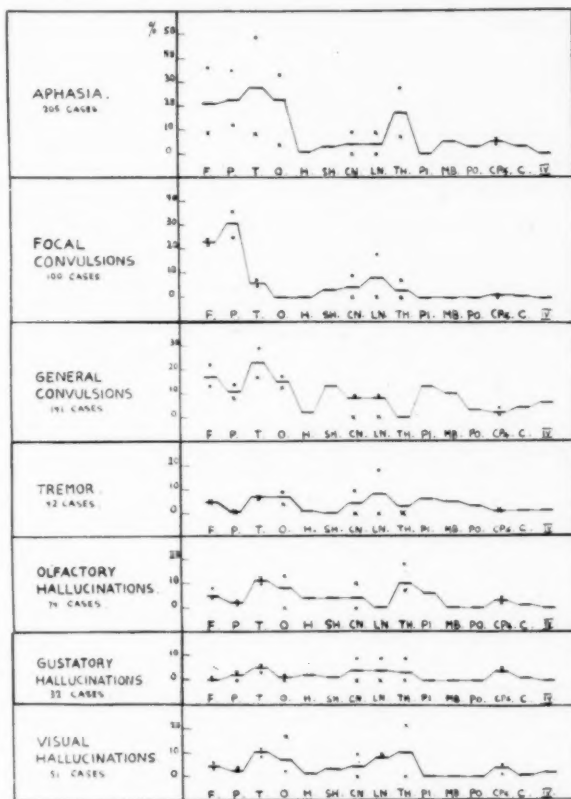 %
50
40
30
20
10
0
APHASIA.
205 CASES.
F. P. T. O. H. SH. CN. LN. TH. PI. MB. PO. CPA. C. IV
30
20
10
0
FOCAL
CONVULSIONS
100 CASES
F. P. T. O. H. SH. CN. LN. TH. PI. MB. PO. CPA. C. IV
30
20
10
0
GENERAL
CONVULSIONS
191 CASES
F. P. T. O. H. SH. CN. LN. TH. PI. MB. PO. CPA. C. IV
20
10
0
TREMOR.
92 CASES.
F. P. T. O. H. SH. CN. LN. TH. PI. MB. PO. CPA. C. IV
20
10
0
OLFACTORY
HALLUCINATIONS.
74 CASES
F. P. T. O. H. SH. CN. LN. TH. PI. MB. PO. CPA. C. IV
10
0
GUSTATORY
HALLUCINATIONS
32 CASES
F. P. T. O. H. SH. CN. LN. TH. PI. MB. PO. CPA. C. IV
20
10
0
VISUAL
HALLUCINATIONS
51 CASES
F. P. T. O. H. SH. CN. LN. TH. PI. MB. PO. CPA. C. IV